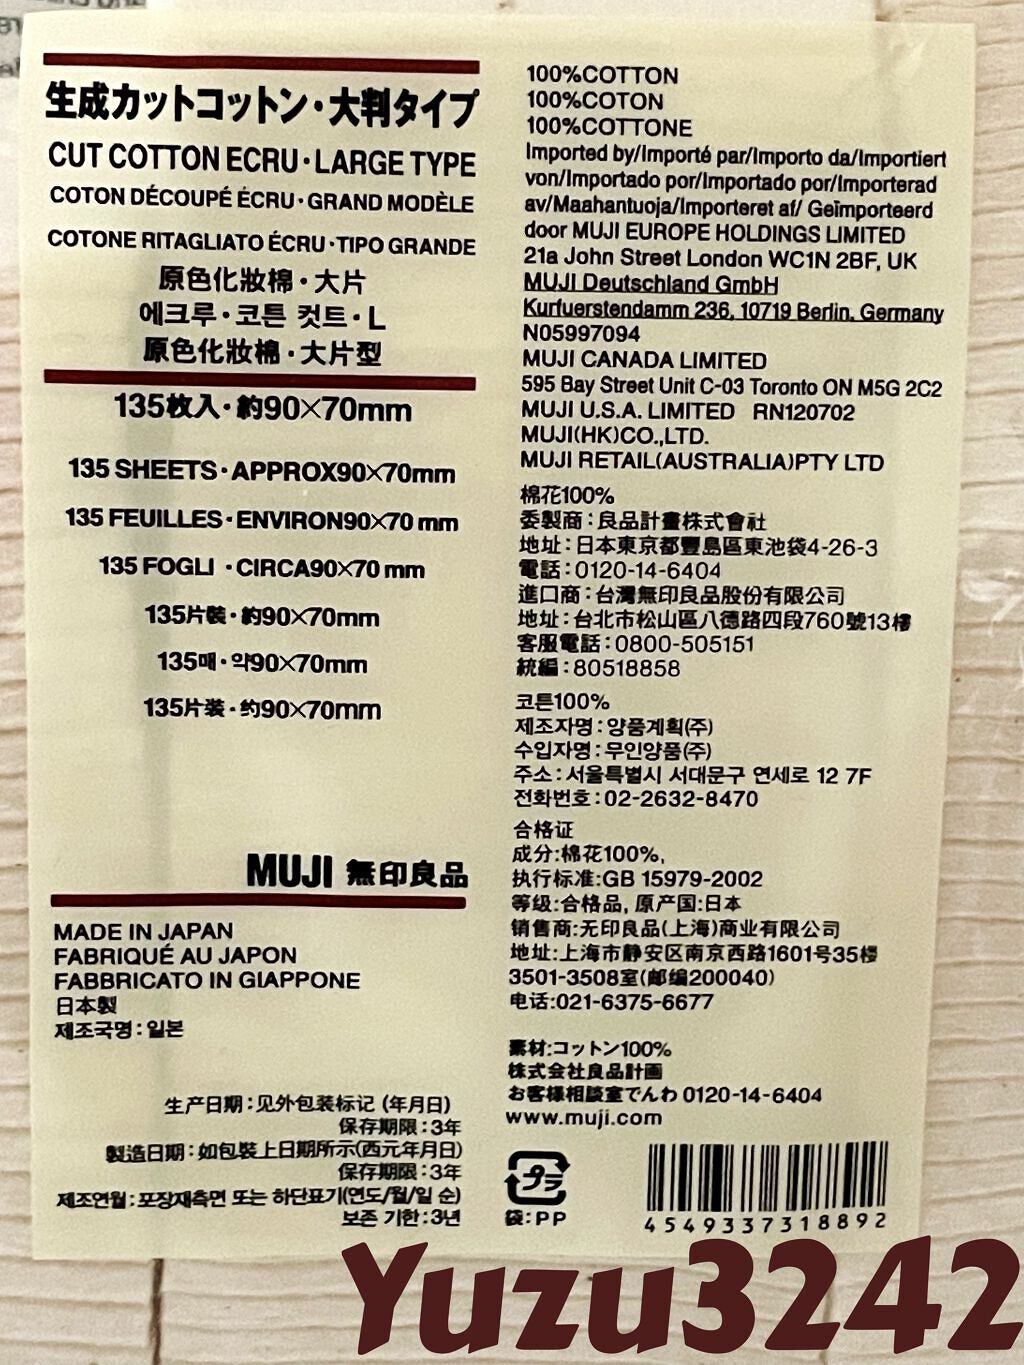 生成カットコットン・大判タイプ
CUT COTTON ECRU・LARGE TYPE
COTON DÉCOUPÉ ÉCRU・GRAND MODÈLE
COTONE RITAGLIATO ÉCRU・TIPO GRANDE
原色化妝棉・大片
에크루・코튼 컷트・L
原色化妝棉・大片型
135枚入・約90×70mm
135 SHEETS・APPROX90×70mm
135 FEUILLES・ENVIRON90×70 mm
135 FOGLI・CIRCA90×70 mm
135片裝・約90×70mm
135매・약90×70mm
135片装・约90×70mm
MUJI 無印良品
MADE IN JAPAN
FABRIQUÉ AU JAPON
FABBRICATO IN GIAPPONE
日本製
제조국명：일본
生产日期：见外包装标记 (年月日)
保存期限：3年
製造日期：如包裝上日期所示(西元年月日)
保存期限：3年
제조연월：포장재측면 또는 하단표기(연도/월/일 순)
보존 기한：3년
100%COTTON
100%COTON
100%COTTONE
Imported by/Importé par/Importo da/Importiert
von/Importado por/Importado por/Importerad
av/Maahantuoja/Importeret af/ Geïmporteerd
door MUJI EUROPE HOLDINGS LIMITED
21a John Street London WC1N 2BF, UK
MUJI Deutschland GmbH
Kurfuerstendamm 236, 10719 Berlin, Germany
N05997094
MUJI CANADA LIMITED
595 Bay Street Unit C-03 Toronto ON M5G 2C2
MUJI U.S.A. LIMITED RN120702
MUJI(HK)CO.,LTD.
MUJI RETAIL(AUSTRALIA)PTY LTD
棉花100%
委製商：良品計畫株式會社
地址：日本東京都豐島區東池袋4-26-3
電話：0120-14-6404
進口商：台灣無印良品股份有限公司
地址：台北市松山區八德路四段760號13樓
客服電話：0800-505151
統編：80518858
코튼100%
제조자명：양품계획(주)
수입자명：무인양품(주)
주소：서울특별시 서대문구 연세로 12 7F
전화번호：02-2632-8470
合格证
成分:棉花100%,
执行标准:GB 15979-2002
等级:合格品, 原产国:日本
销售商:无印良品(上海)商业有限公司
地址:上海市静安区南京西路1601号35楼
3501-3508室(邮编200040)
电话:021-6375-6677
素材:コットン100%
株式会社良品計画
お客様相談室でんわ 0120-14-6404
www.muji.com
プラ
袋：PP
4549337318892
Yuzu3242